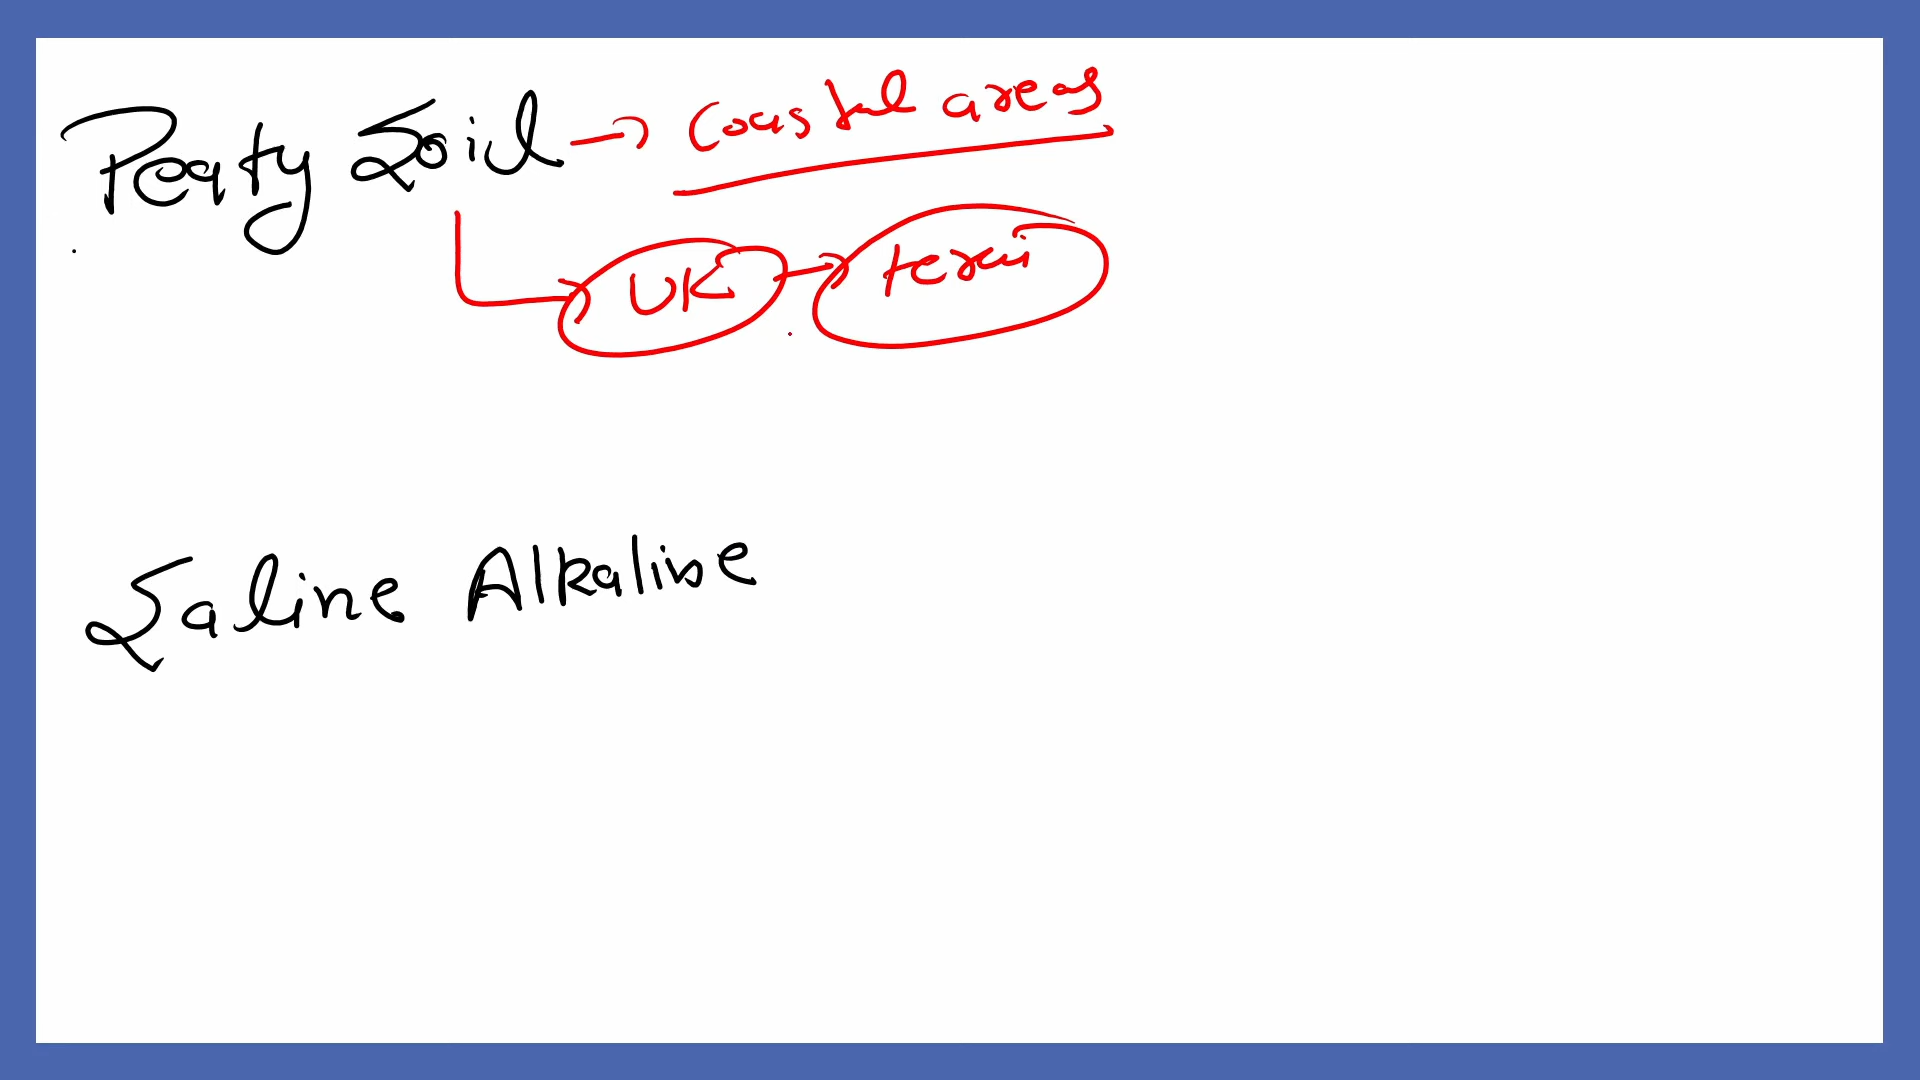 Peaty Soil → Coastal areas
UK → terai
Saline Alkaline